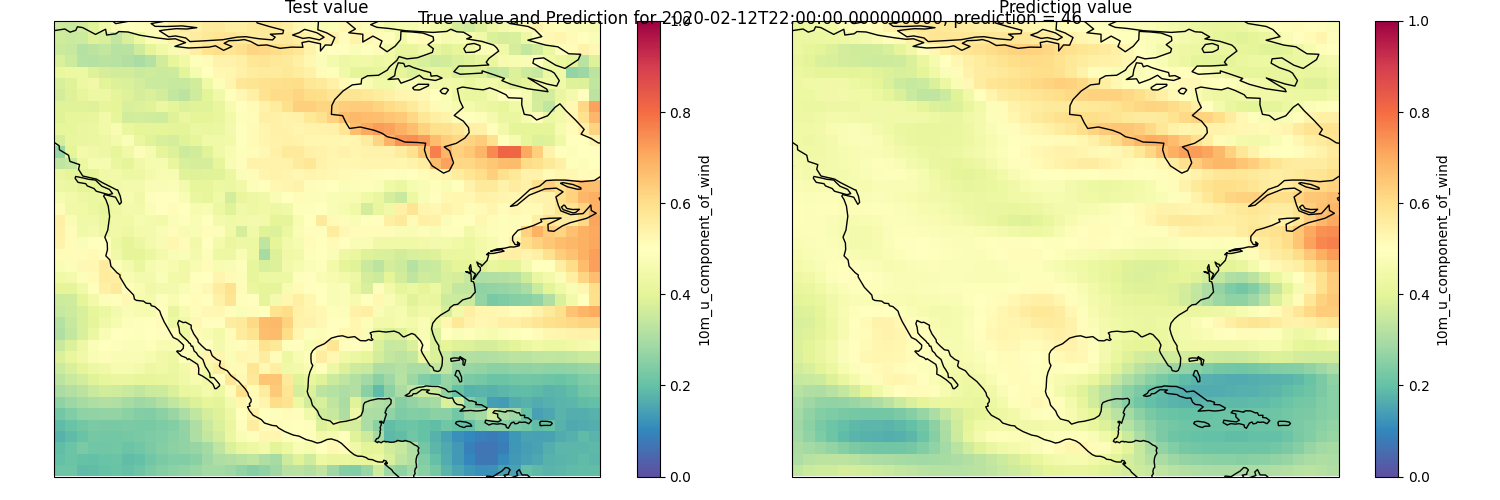 Test value
True value and Prediction for 2020-02-12T22:00:00.000000000, prediction = 46
Prediction value
1.0
0.8
0.6
0.4
0.2
0.0
10m_u_component_of_wind
1.0
0.8
0.6
0.4
0.2
0.0
10m_u_component_of_wind